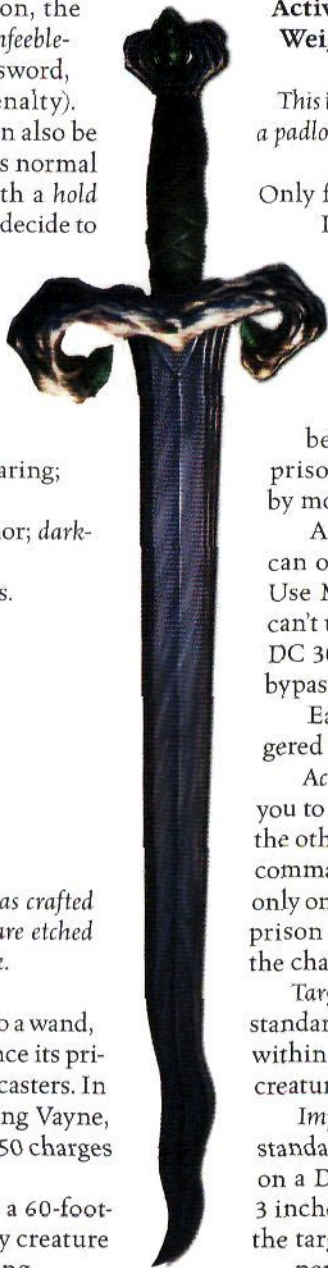 on, the
nfeeble-
sword,
enalty).
n also be
s normal
th a hold
decide to
aring;
or; dark-
s.
as crafted
are etched
o a wand,
nce its pri-
casters. In
ng Vayne,
50 charges
a 60-foot-
y creature
Activ
Weig
This i
a padlo
Only f
be
prison
by mo
A
can o
Use M
can't u
DC 30
bypas
Ea
gered
Ac
you to
the oth
comma
only on
prison
the cha
Targ
standar
within
creatur
Imp
standa
on a D
3 inche
the targ